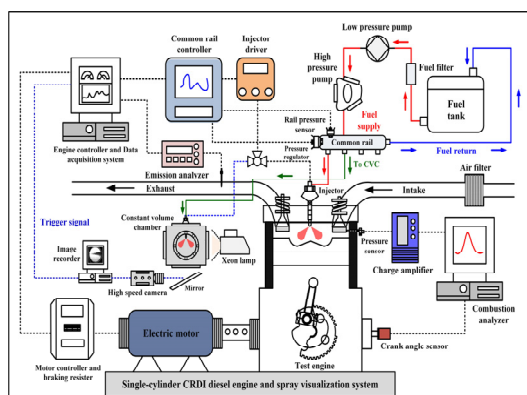 Common rail
controller
Injector
driver
Low pressure pump
High
pressure
pump
Fuel filter
Fuel
tank
Rail pressure
sensor
Fuel
supply
Common rail
Pressure
regulator
To CVC
Fuel return
Engine controller and Data
acquisition system
Emission analyzer
Exhaust
Injector
Intake
Air filter
Trigger signal
Constant volume
chamber
Image
recorder
Xeon lamp
High speed camera
Mirror
Pressure
sensor
Charge amplifier
Combustion
analyzer
Electric motor
Motor controller and
braking resister
Test engine
Crank angle sensor
Single-cylinder CRDI diesel engine and spray visualization system